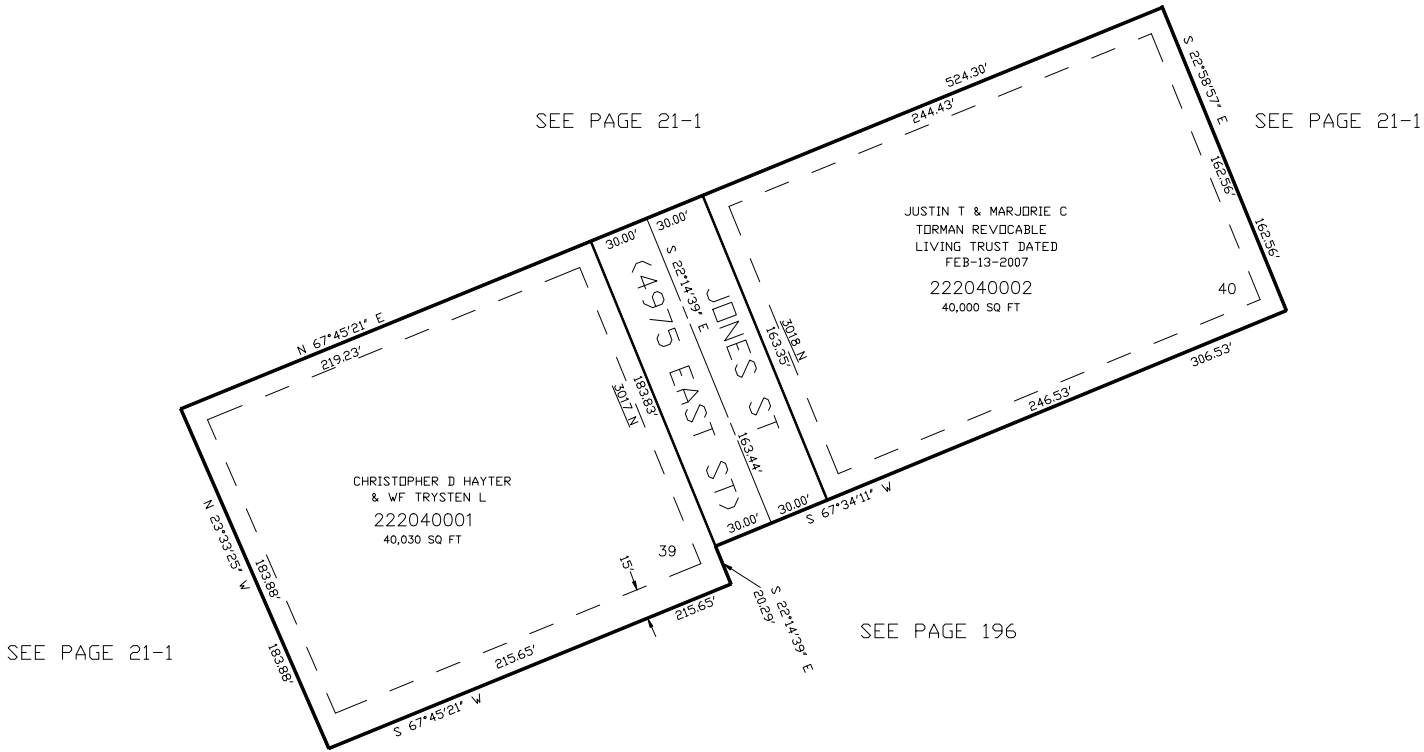 524.30'
244.43'
S 22°58'57" E
SEE PAGE 21-1
SEE PAGE 21-1
162.56'
162.56'
JUSTIN T & MARJORIE C
TORMAN REVOCABLE
LIVING TRUST DATED
FEB-13-2007
222040002
40,000 SQ FT
40
30.00'
30.00'
S 22°14'39" E
JONES ST
(4975 EAST ST)
3018 N
163.35'
N 67°45'21" E
219.23'
183.83'
3017 N
163.44'
306.53'
246.53'
30.00'
30.00'
S 67°34'11" W
CHRISTOPHER D HAYTER
& WF TRYSTEN L
222040001
40,030 SQ FT
39
15'
N 23°33'25" W
183.88'
183.88'
S 22°14'39" E
20.29'
215.65'
215.65'
S 67°45'21" W
SEE PAGE 196
SEE PAGE 21-1